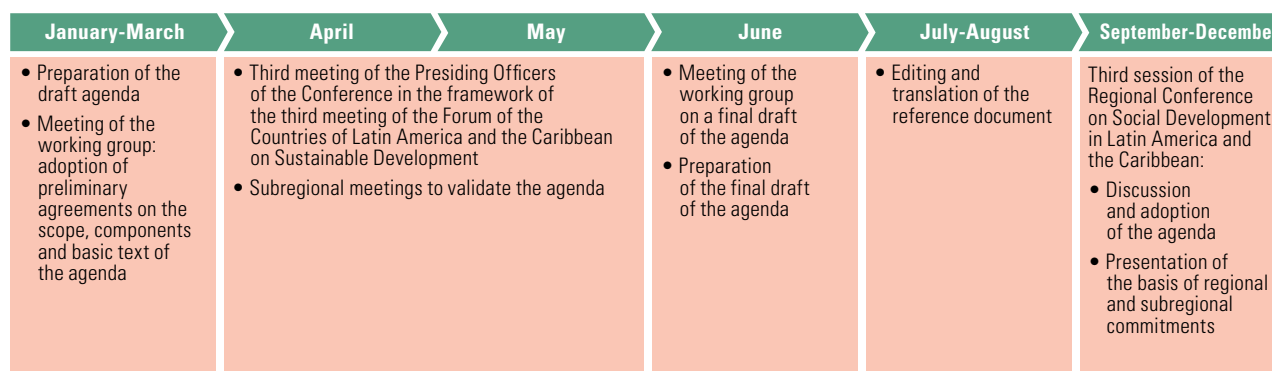 January-March
April
May
June
July-August
September-Decembe
• Preparation of the
draft agenda
• Meeting of the
working group:
adoption of
preliminary
agreements on the
scope, components
and basic text of
the agenda
• Third meeting of the Presiding Officers
of the Conference in the framework of
the third meeting of the Forum of the
Countries of Latin America and the Caribbean
on Sustainable Development
• Subregional meetings to validate the agenda
• Meeting of the
working group
on a final draft
of the agenda
• Preparation
of the final draft
of the agenda
• Editing and
translation of the
reference document
Third session of the
Regional Conference
on Social Development
in Latin America and
the Caribbean:
• Discussion
and adoption
of the agenda
• Presentation of
the basis of regional
and subregional
commitments